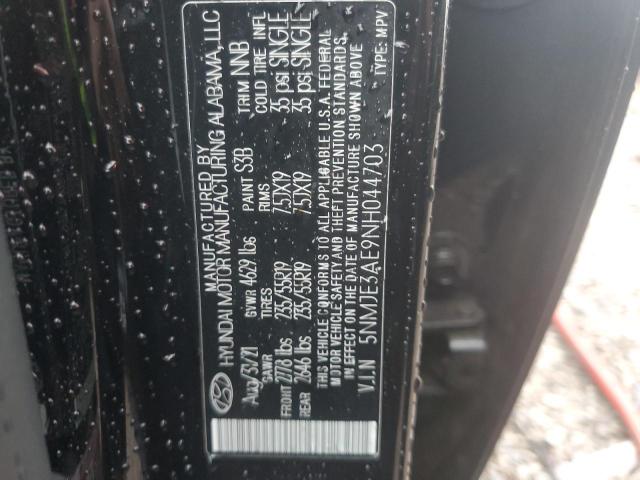 MANUFACTURED BY
HYUNDAI MOTOR MANUFACTURING ALABAMA, LLC
Aug/31/21 GVWR 4629 lbs PAINT S3B TRIM NNB
GAWR TIRES RIMS COLD TIRE INFL
FRONT 2778 lbs 235/55R19 7.5JX19 35 psi SINGLE
REAR 2646 lbs 235/55R19 7.5JX19 35 psi SINGLE
THIS VEHICLE CONFORMS TO ALL APPLICABLE U.S.A. FEDERAL
MOTOR VEHICLE SAFETY AND THEFT PREVENTION STANDARDS
IN EFFECT ON THE DATE OF MANUFACTURE SHOWN ABOVE.
V.I.N 5NMJE3AE9NH044703 TYPE: MPV